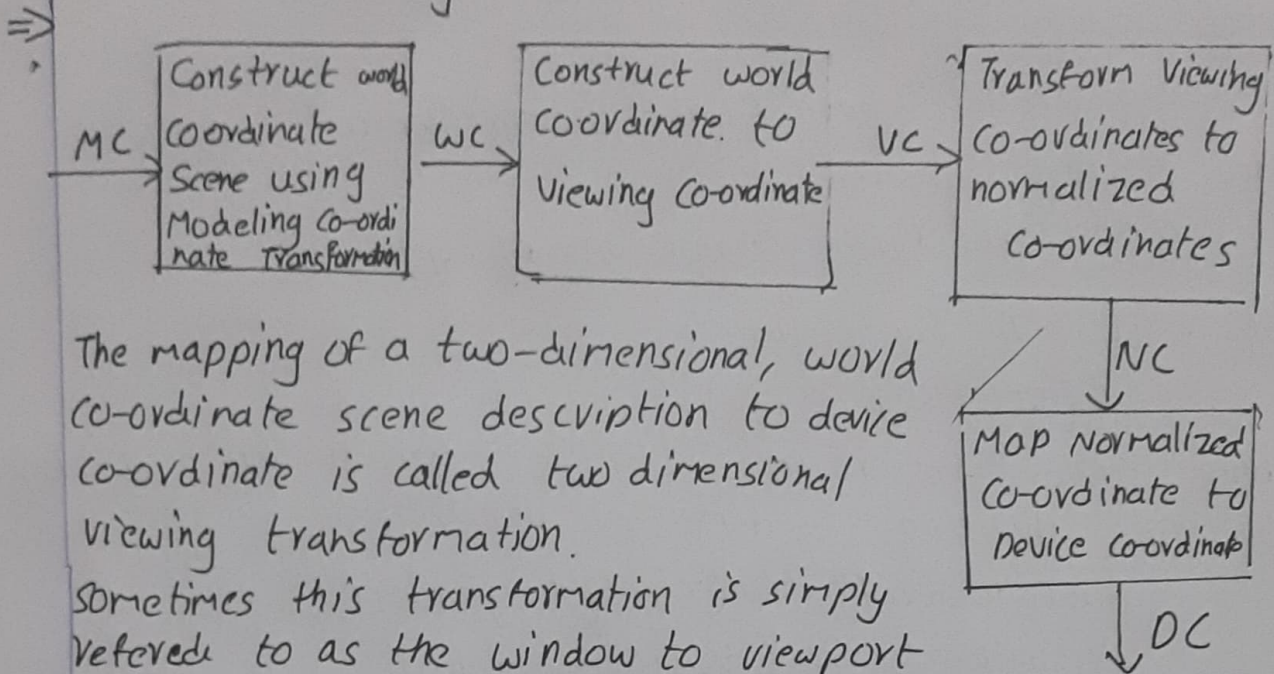 ⇒
MC
Construct world
coordinate
Scene using
Modeling Co-ordi
nate Transformation
WC
Construct world
Co-ordinate. to
Viewing Co-ordinate
VC
Transform Viewing
Co-ordinates to
normalized
Co-ordinates
NC
Map Normalized
Co-ordinate to
Device Co-ordinate
DC
The mapping of a two-dimensional, world
co-ordinate scene description to device
co-ordinate is called two dimensional
viewing transformation.
Sometimes this transformation is simply
refered to as the window to viewport